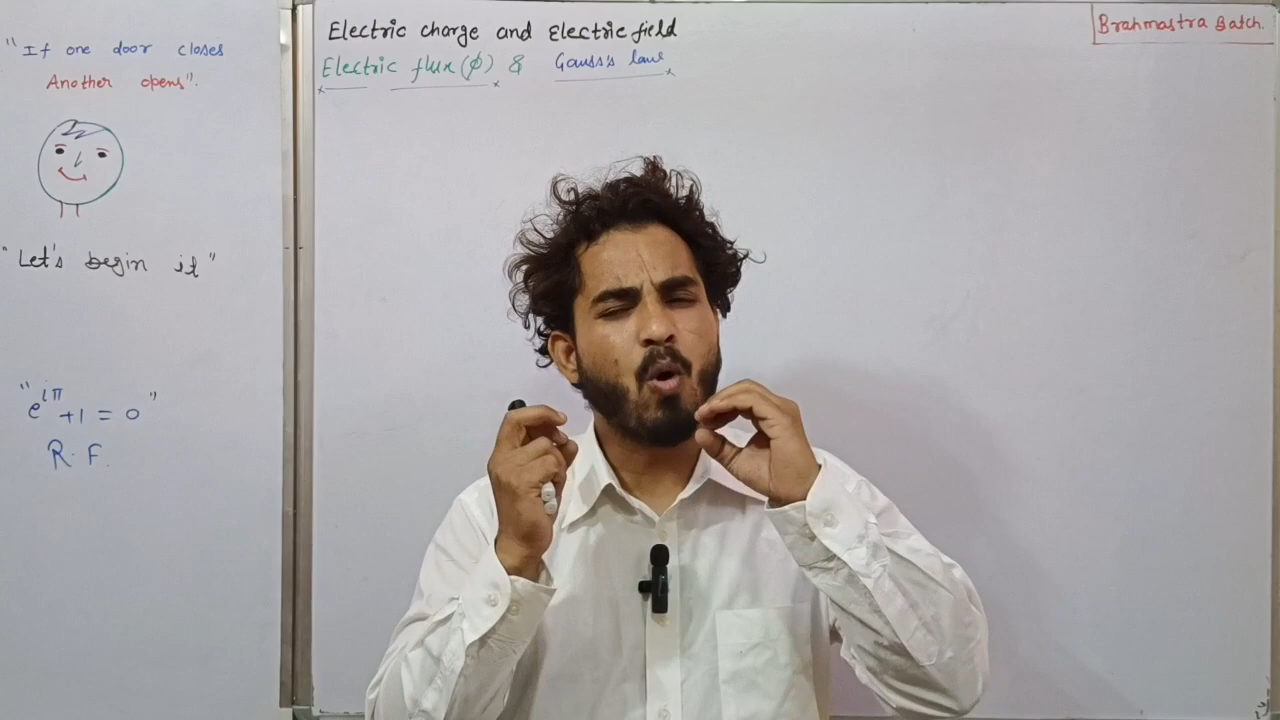 "If one door closes
Another opens".
"Let's begin it"
"e^iπ +1 = 0"
R. F.
Electric charge and Electric field
Electric flux(ϕ) & Gauss's law
Brahmastra Batch.